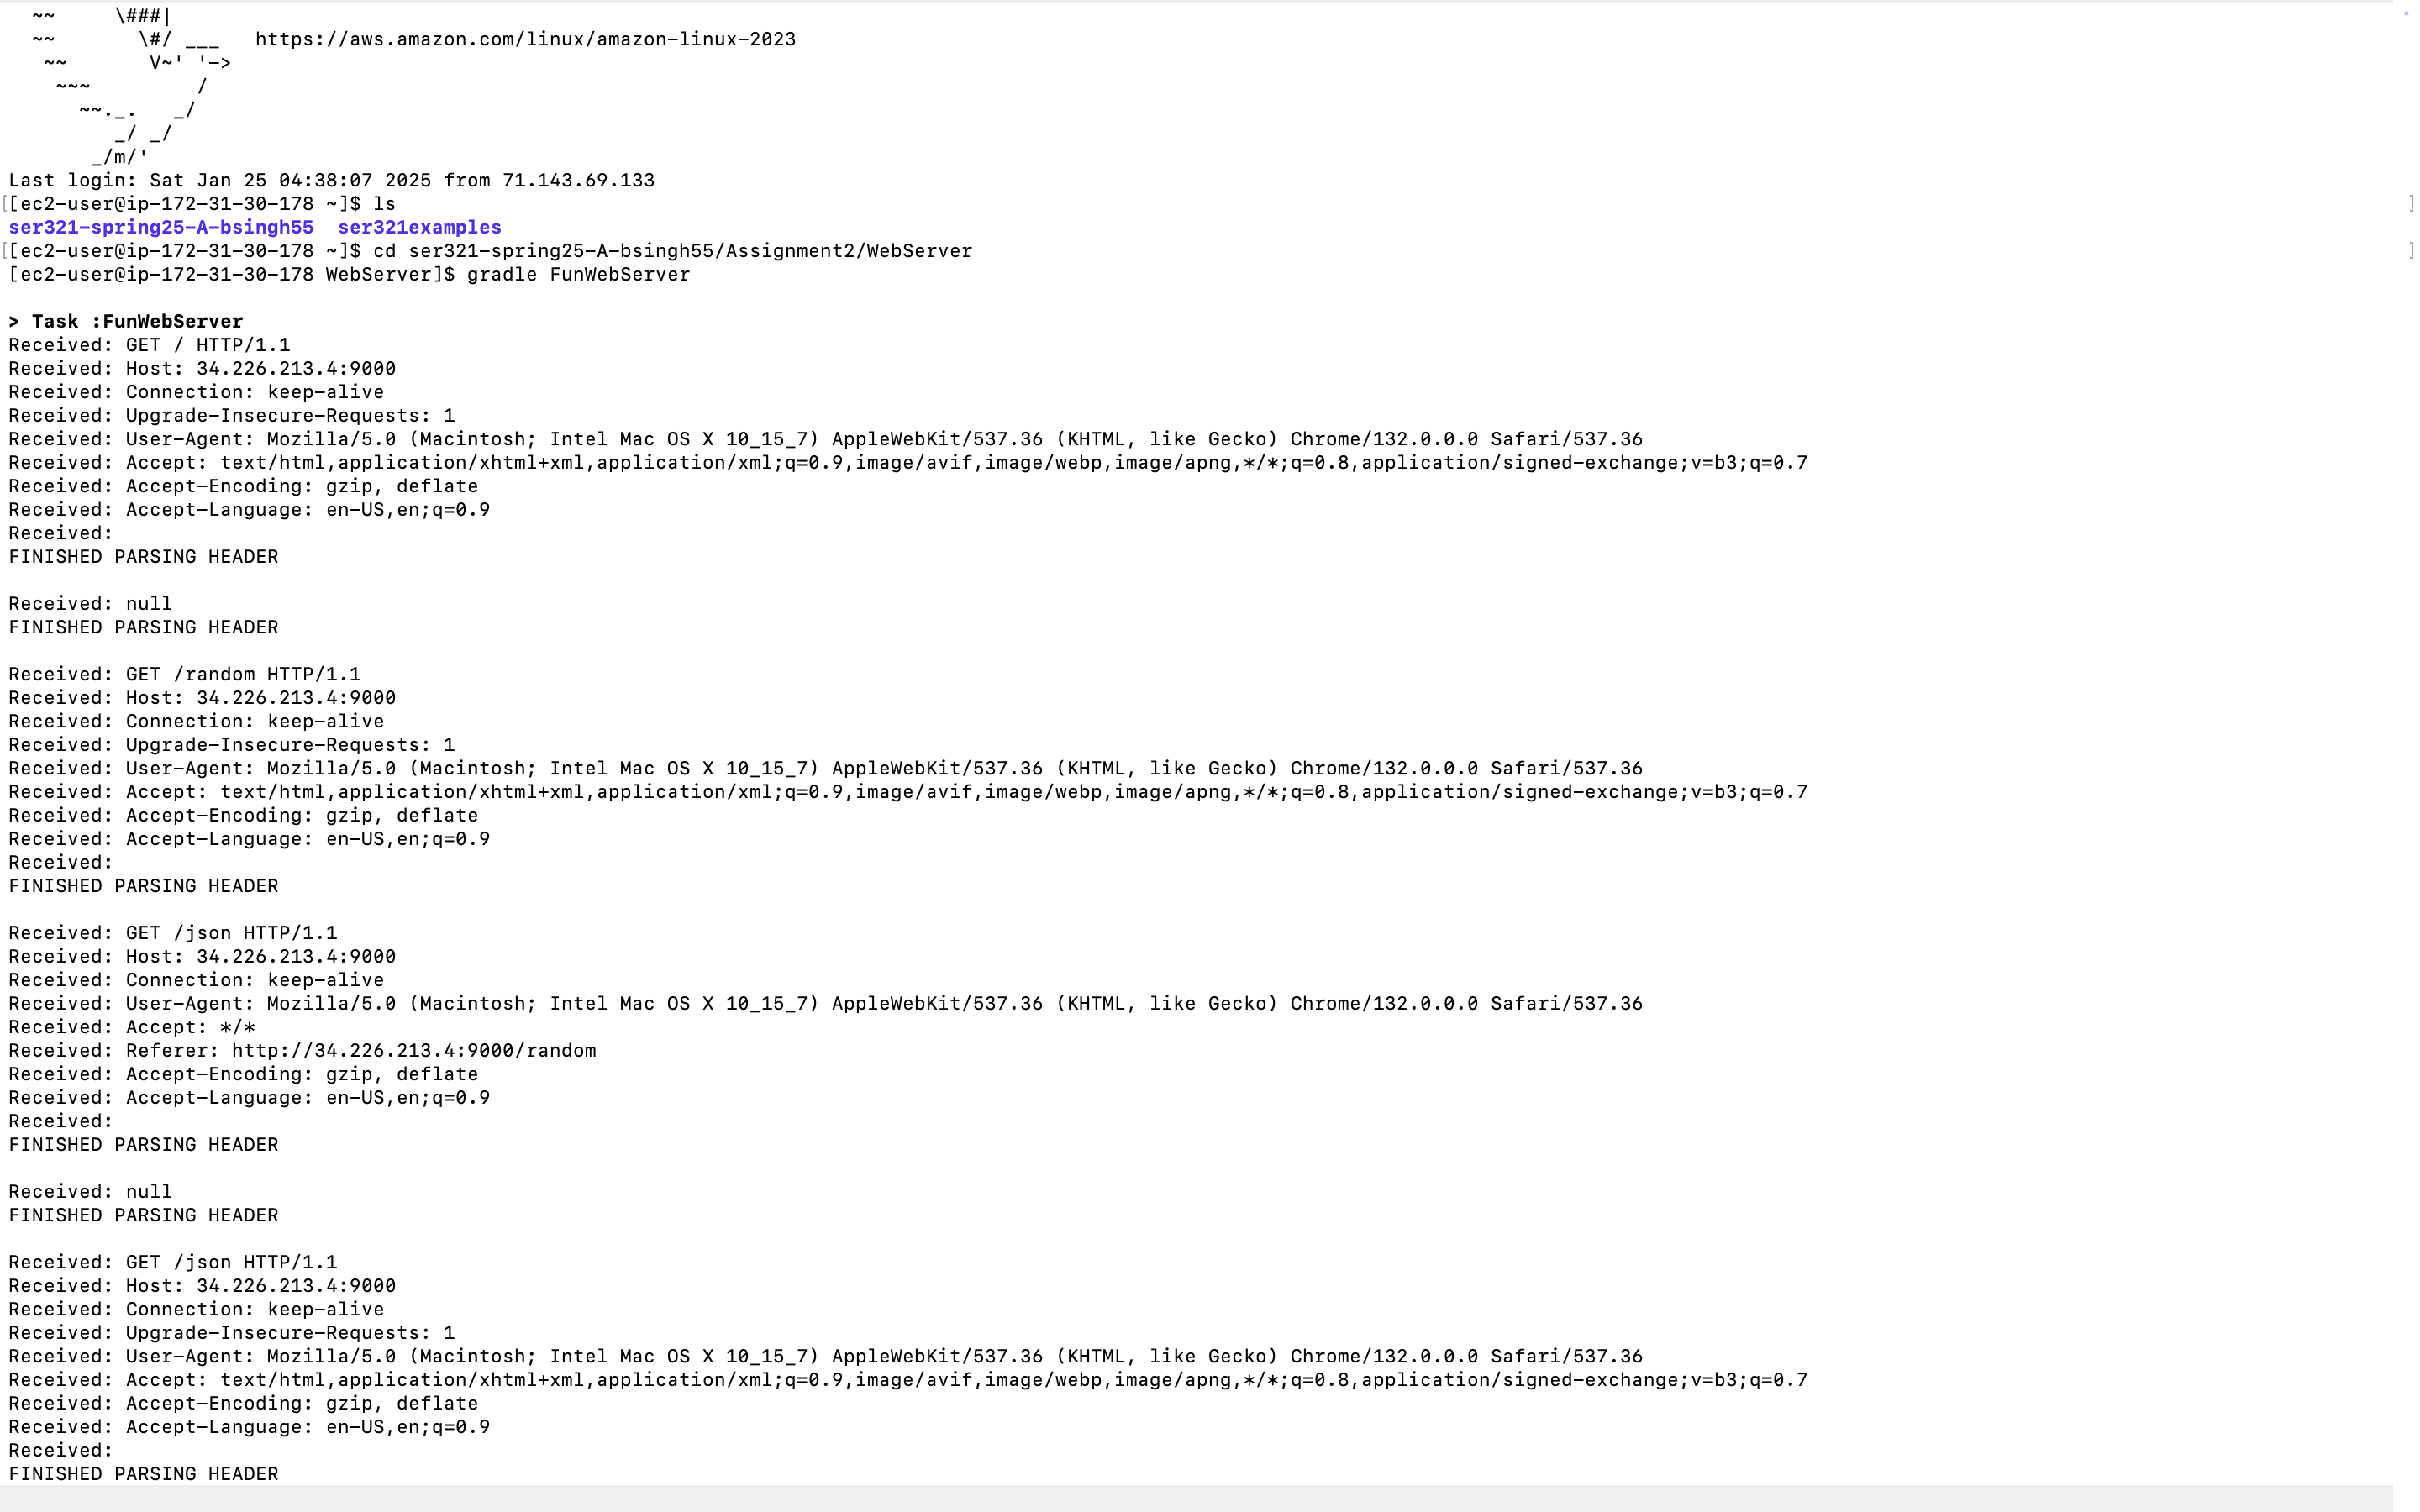 ~~     \###|
   ~~       \#/ ___   https://aws.amazon.com/linux/amazon-linux-2023
    ~~       V~' '->
     ~~~         /
       ~~._.   _/
          _/ _/
        _/m/'
Last login: Sat Jan 25 04:38:07 2025 from 71.143.69.133
[[ec2-user@ip-172-31-30-178 ~]$ ls ]
ser321-spring25-A-bsingh55  ser321examples
[[ec2-user@ip-172-31-30-178 ~]$ cd ser321-spring25-A-bsingh55/Assignment2/WebServer ]
[ec2-user@ip-172-31-30-178 WebServer]$ gradle FunWebServer

> Task :FunWebServer
Received: GET / HTTP/1.1
Received: Host: 34.226.213.4:9000
Received: Connection: keep-alive
Received: Upgrade-Insecure-Requests: 1
Received: User-Agent: Mozilla/5.0 (Macintosh; Intel Mac OS X 10_15_7) AppleWebKit/537.36 (KHTML, like Gecko) Chrome/132.0.0.0 Safari/537.36
Received: Accept: text/html,application/xhtml+xml,application/xml;q=0.9,image/avif,image/webp,image/apng,*/*;q=0.8,application/signed-exchange;v=b3;q=0.7
Received: Accept-Encoding: gzip, deflate
Received: Accept-Language: en-US,en;q=0.9
Received:
FINISHED PARSING HEADER

Received: null
FINISHED PARSING HEADER

Received: GET /random HTTP/1.1
Received: Host: 34.226.213.4:9000
Received: Connection: keep-alive
Received: Upgrade-Insecure-Requests: 1
Received: User-Agent: Mozilla/5.0 (Macintosh; Intel Mac OS X 10_15_7) AppleWebKit/537.36 (KHTML, like Gecko) Chrome/132.0.0.0 Safari/537.36
Received: Accept: text/html,application/xhtml+xml,application/xml;q=0.9,image/avif,image/webp,image/apng,*/*;q=0.8,application/signed-exchange;v=b3;q=0.7
Received: Accept-Encoding: gzip, deflate
Received: Accept-Language: en-US,en;q=0.9
Received:
FINISHED PARSING HEADER

Received: GET /json HTTP/1.1
Received: Host: 34.226.213.4:9000
Received: Connection: keep-alive
Received: User-Agent: Mozilla/5.0 (Macintosh; Intel Mac OS X 10_15_7) AppleWebKit/537.36 (KHTML, like Gecko) Chrome/132.0.0.0 Safari/537.36
Received: Accept: */*
Received: Referer: http://34.226.213.4:9000/random
Received: Accept-Encoding: gzip, deflate
Received: Accept-Language: en-US,en;q=0.9
Received:
FINISHED PARSING HEADER

Received: null
FINISHED PARSING HEADER

Received: GET /json HTTP/1.1
Received: Host: 34.226.213.4:9000
Received: Connection: keep-alive
Received: Upgrade-Insecure-Requests: 1
Received: User-Agent: Mozilla/5.0 (Macintosh; Intel Mac OS X 10_15_7) AppleWebKit/537.36 (KHTML, like Gecko) Chrome/132.0.0.0 Safari/537.36
Received: Accept: text/html,application/xhtml+xml,application/xml;q=0.9,image/avif,image/webp,image/apng,*/*;q=0.8,application/signed-exchange;v=b3;q=0.7
Received: Accept-Encoding: gzip, deflate
Received: Accept-Language: en-US,en;q=0.9
Received:
FINISHED PARSING HEADER